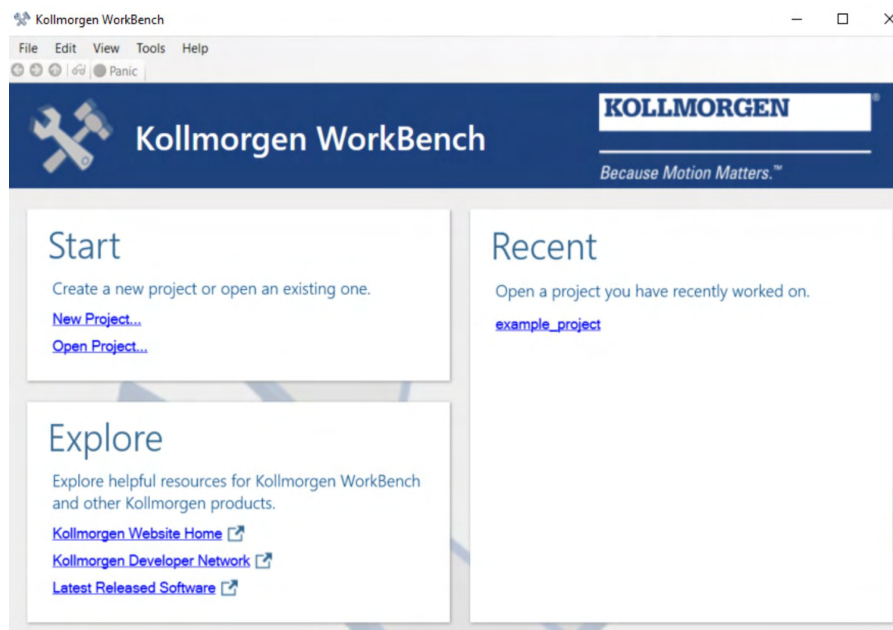 Kollmorgen WorkBench
File Edit View Tools Help
Panic
Kollmorgen WorkBench
KOLLMORGEN®
Because Motion Matters.™
Start
Create a new project or open an existing one.
New Project...
Open Project...
Explore
Explore helpful resources for Kollmorgen WorkBench
and other Kollmorgen products.
Kollmorgen Website Home
Kollmorgen Developer Network
Latest Released Software
Recent
Open a project you have recently worked on.
example_project